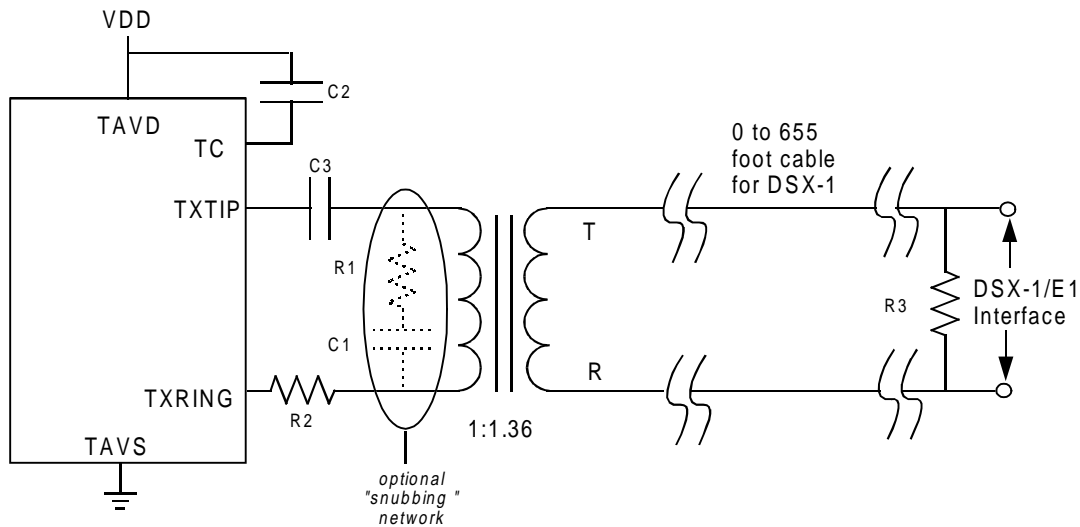 VDD
C2
TAVD
TC
0 to 655
foot cable
for DSX-1
C3
TXTIP
T
R1
DSX-1/E1
Interface
R3
C1
R
TXRING
R2
1:1.36
TAVS
optional
"snubbing "
network